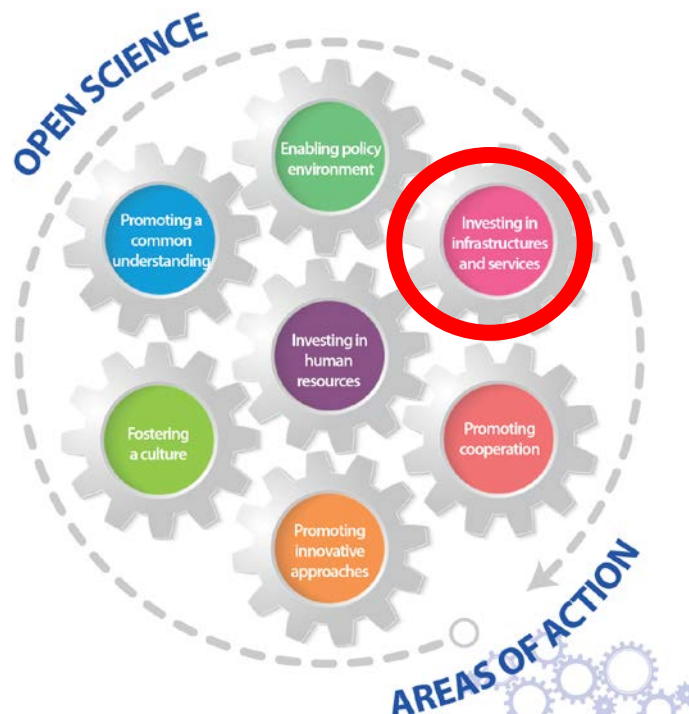 OPEN SCIENCE
Enabling policy
environment
Promoting a
common
understanding
Investing in
infrastructures
and services
Investing in
human
resources
Fostering
a culture
Promoting
cooperation
Promoting
innovative
approaches
AREAS OF ACTION